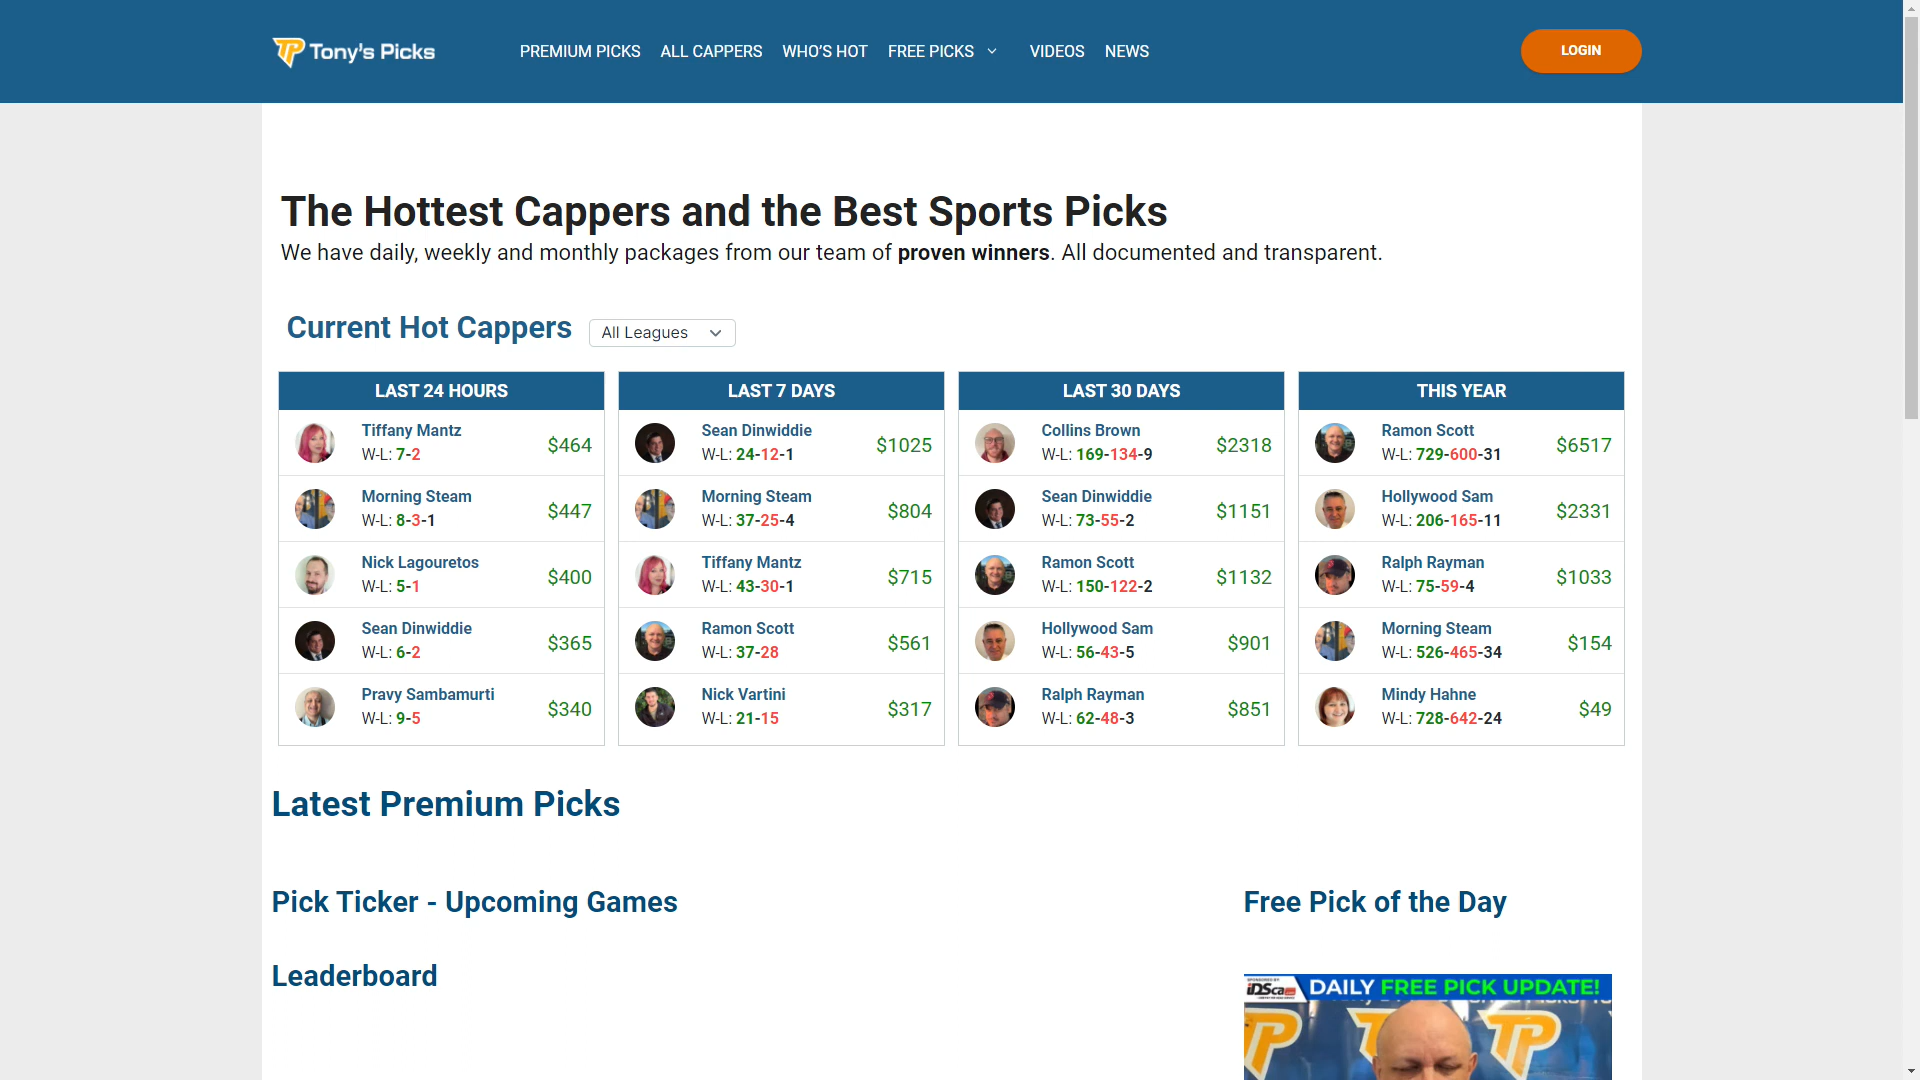 Tony's Picks
PREMIUM PICKS ALL CAPPERS WHO'S HOT FREE PICKS VIDEOS NEWS
LOGIN
The Hottest Cappers and the Best Sports Picks
We have daily, weekly and monthly packages from our team of proven winners. All documented and transparent.
Current Hot Cappers
All Leagues
LAST 24 HOURS
Tiffany Mantz
W-L: 7-2
$464
Morning Steam
W-L: 8-3-1
$447
Nick Lagouretos
W-L: 5-1
$400
Sean Dinwiddie
W-L: 6-2
$365
Pravy Sambamurti
W-L: 9-5
$340
LAST 7 DAYS
Sean Dinwiddie
W-L: 24-12-1
$1025
Morning Steam
W-L: 37-25-4
$804
Tiffany Mantz
W-L: 43-30-1
$715
Ramon Scott
W-L: 37-28
$561
Nick Vartini
W-L: 21-15
$317
LAST 30 DAYS
Collins Brown
W-L: 169-134-9
$2318
Sean Dinwiddie
W-L: 73-55-2
$1151
Ramon Scott
W-L: 150-122-2
$1132
Hollywood Sam
W-L: 56-43-5
$901
Ralph Rayman
W-L: 62-48-3
$851
THIS YEAR
Ramon Scott
W-L: 729-600-31
$6517
Hollywood Sam
W-L: 206-165-11
$2331
Ralph Rayman
W-L: 75-59-4
$1033
Morning Steam
W-L: 526-465-34
$154
Mindy Hahne
W-L: 728-642-24
$49
Latest Premium Picks
Pick Ticker - Upcoming Games
Leaderboard
Free Pick of the Day
DAILY FREE PICK UPDATE!
TP
TP